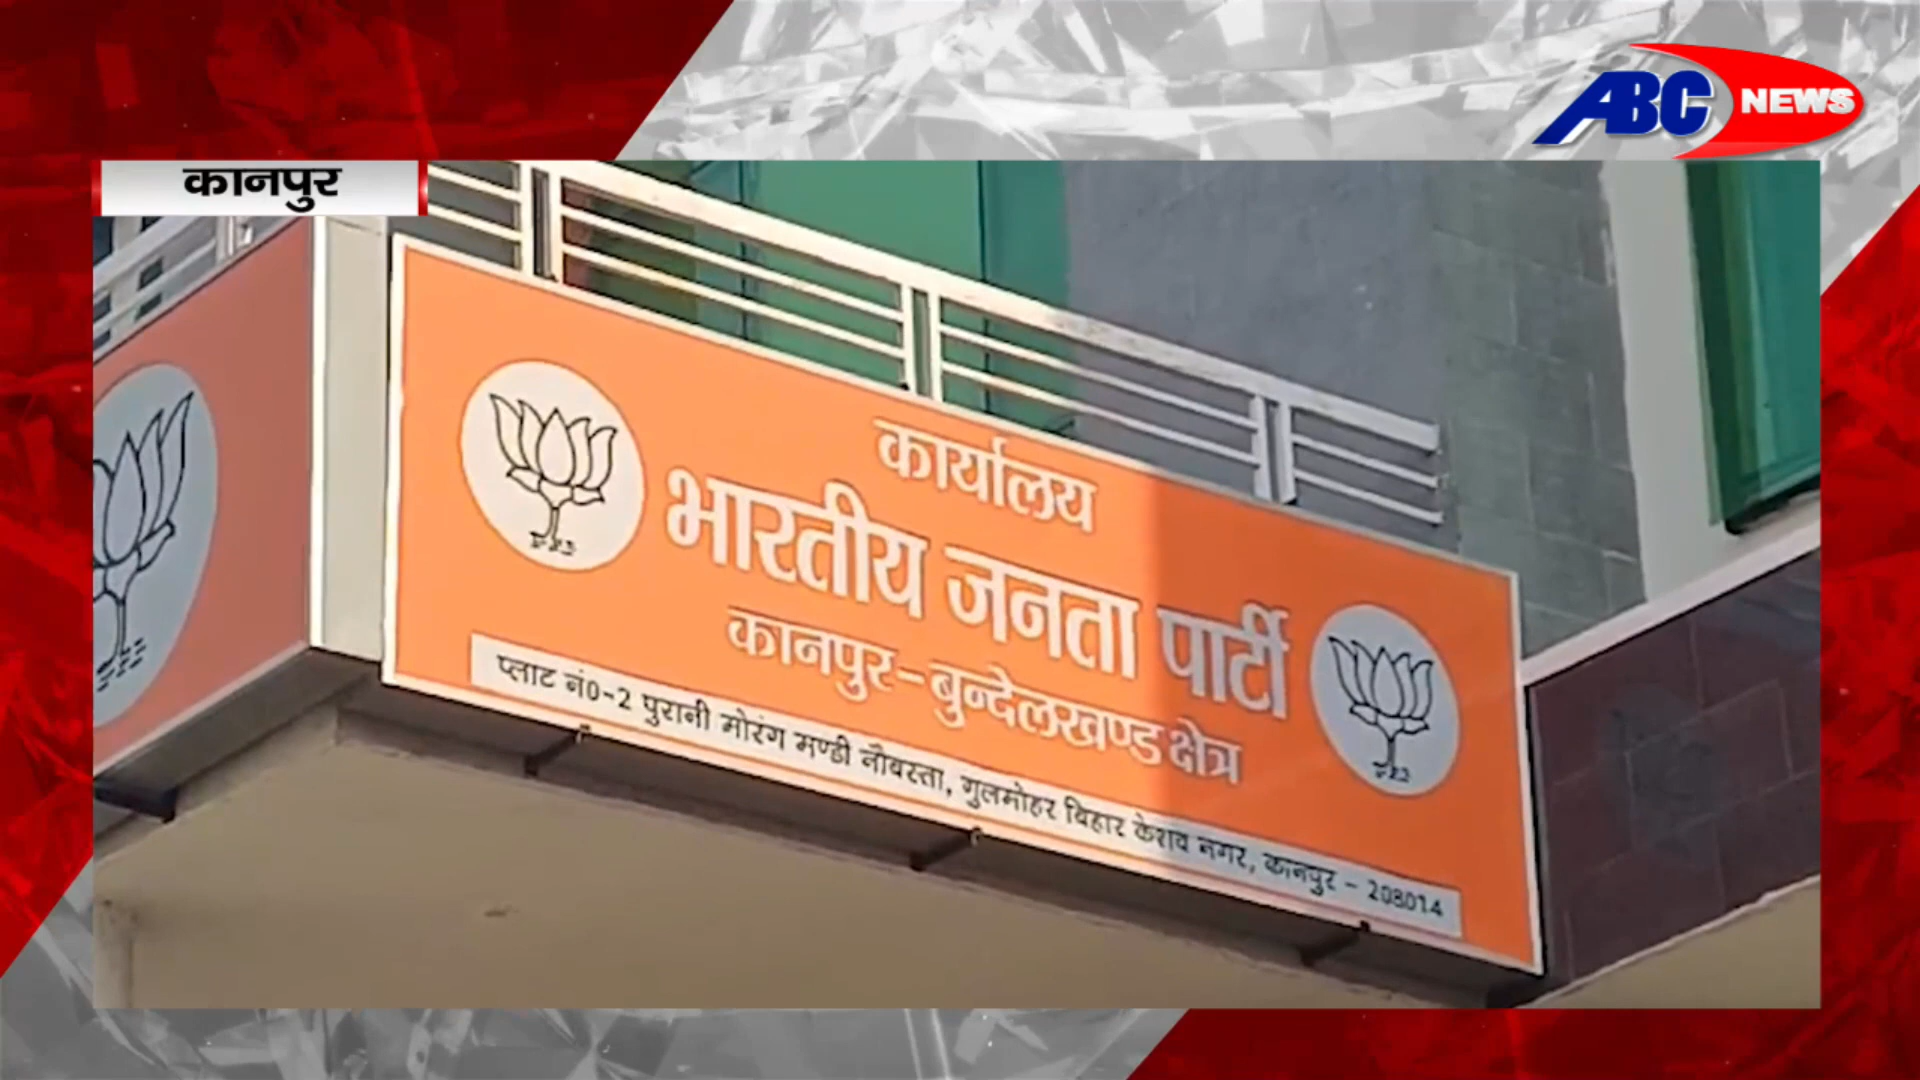 ABC NEWS
कानपुर
कार्यालय
भारतीय जनता पार्टी
कानपुर-बुन्देलखण्ड क्षेत्र
प्लाट नं0-2 पुरानी मोरंग मण्डी नौबस्ता, गुलमोहर विहार केशव नगर, कानपुर - 208014